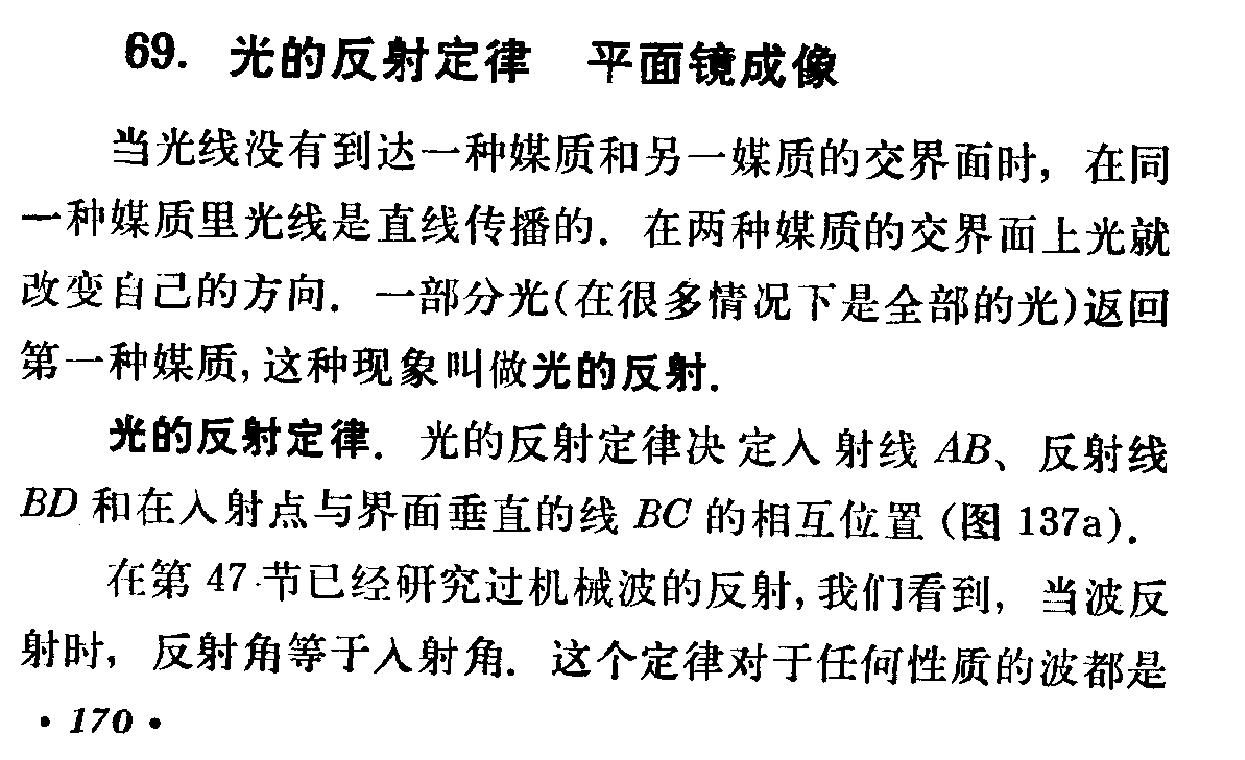 69. 光的反射定律 平面镜成像
当光线没有到达一种媒质和另一媒质的交界面时，在同
一种媒质里光线是直线传播的．在两种媒质的交界面上光就
改变自己的方向．一部分光(在很多情况下是全部的光)返回
第一种媒质,这种现象叫做光的反射．
光的反射定律．光的反射定律决定入射线 AB、反射线
BD 和在入射点与界面垂直的线 BC 的相互位置 (图 137a)．
在第 47 节已经研究过机械波的反射,我们看到，当波反
射时，反射角等于入射角．这个定律对于任何性质的波都是
• 170 •